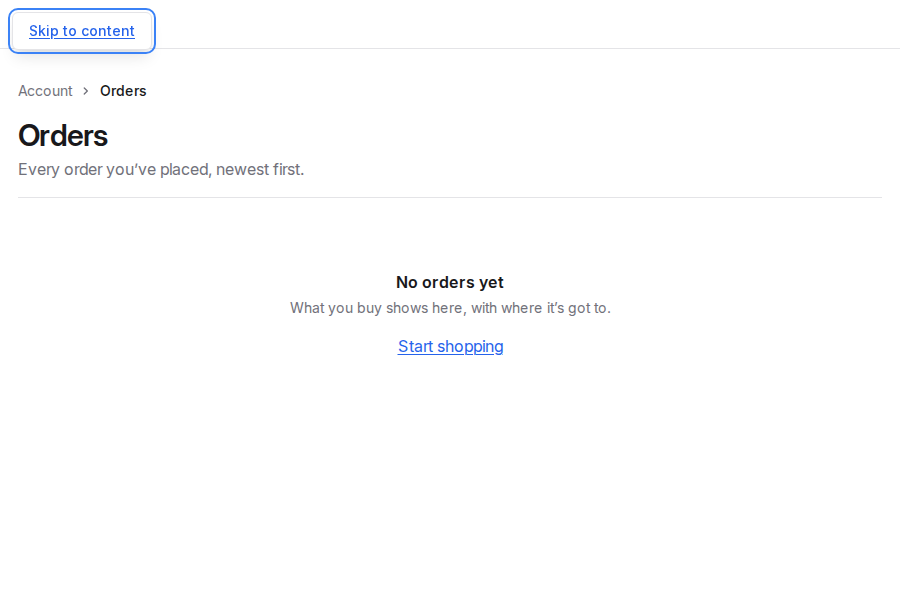 Skip to content
Account > Orders
Orders
Every order you’ve placed, newest first.
No orders yet
What you buy shows here, with where it’s got to.
Start shopping